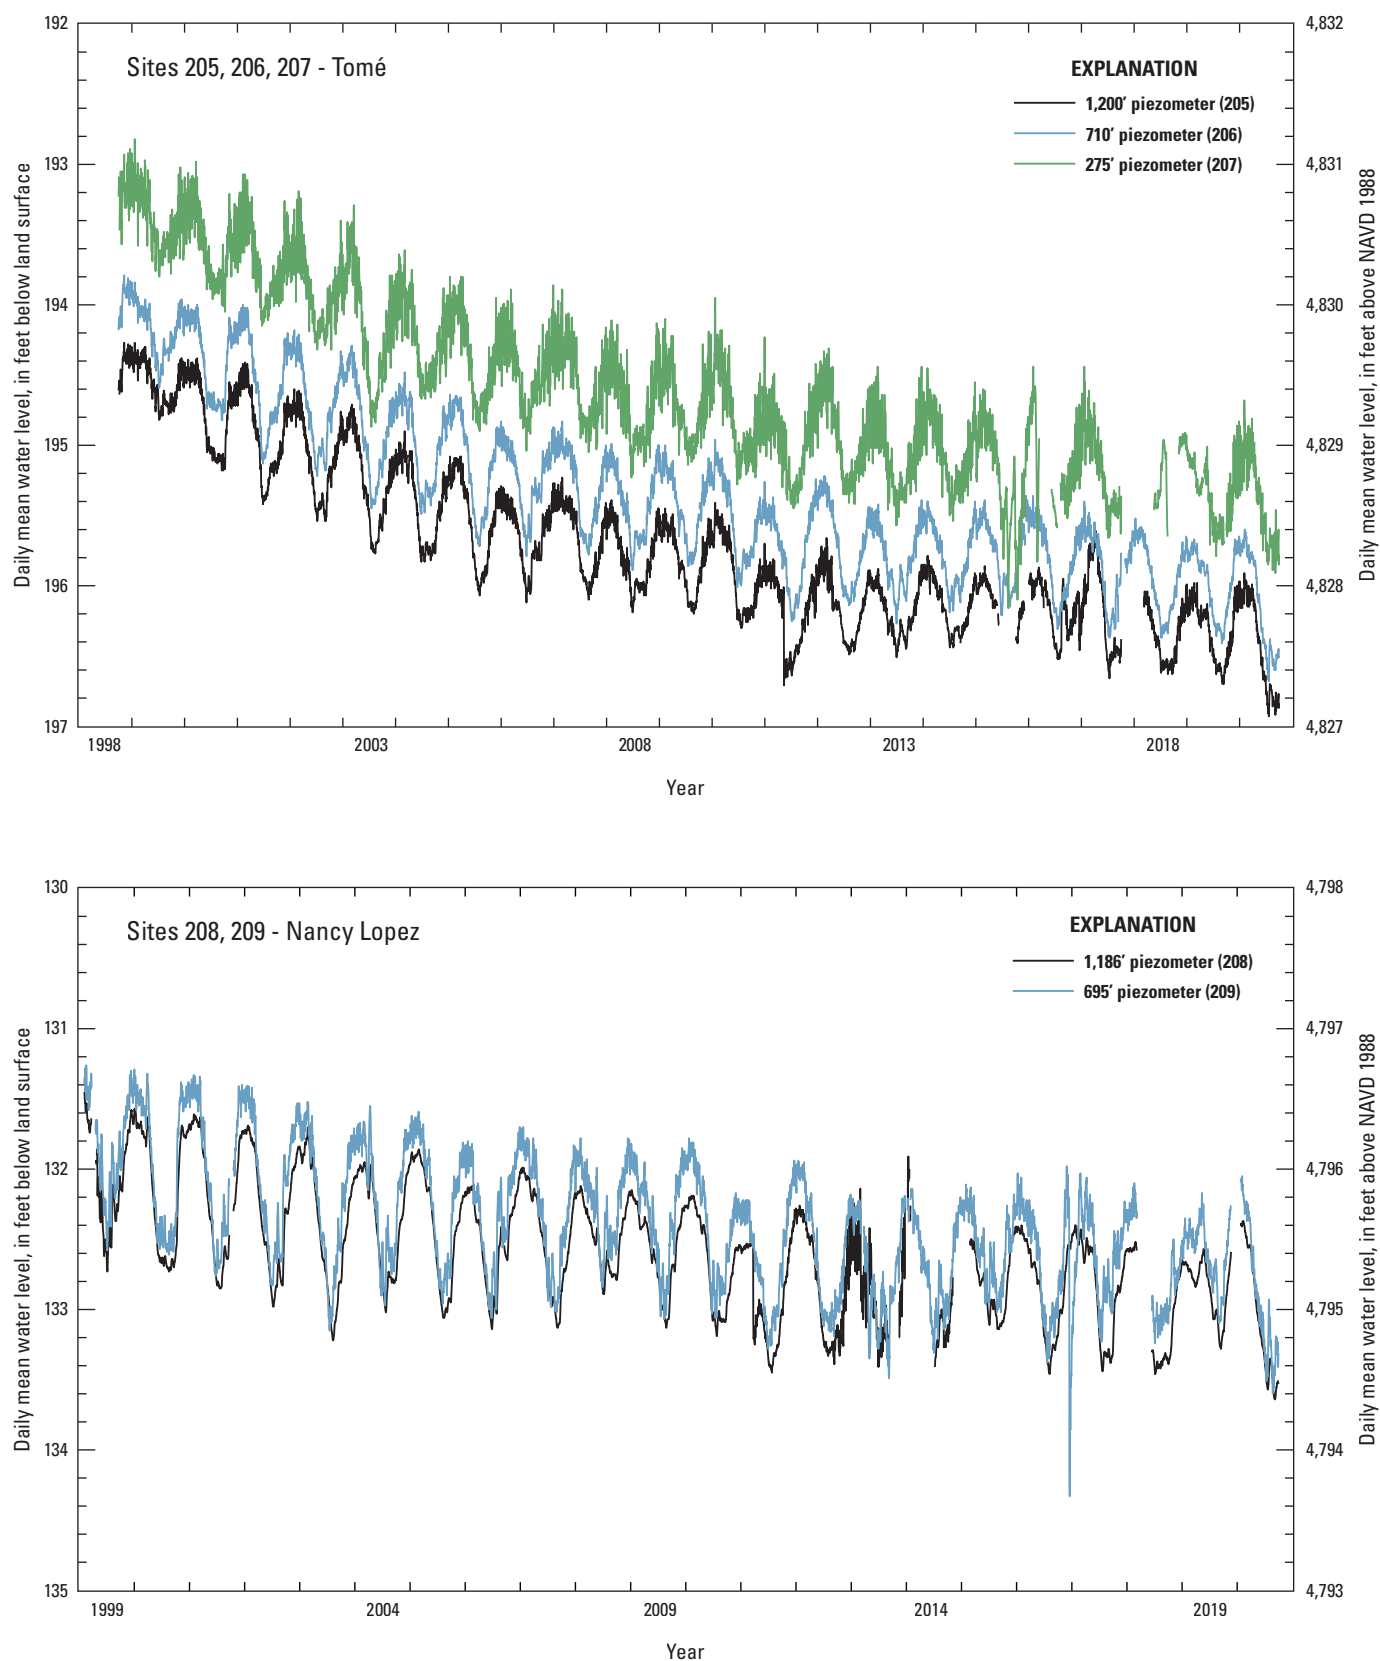 Sites 205, 206, 207 - Tomé
EXPLANATION
1,200’ piezometer (205)
710’ piezometer (206)
275’ piezometer (207)
Daily mean water level, in feet below land surface
192
193
194
195
196
197
Daily mean water level, in feet above NAVD 1988
4,832
4,831
4,830
4,829
4,828
4,827
1998 2003 2008 2013 2018
Year
Sites 208, 209 - Nancy Lopez
EXPLANATION
1,186’ piezometer (208)
695’ piezometer (209)
Daily mean water level, in feet below land surface
130
131
132
133
134
135
Daily mean water level, in feet above NAVD 1988
4,798
4,797
4,796
4,795
4,794
4,793
1999 2004 2009 2014 2019
Year